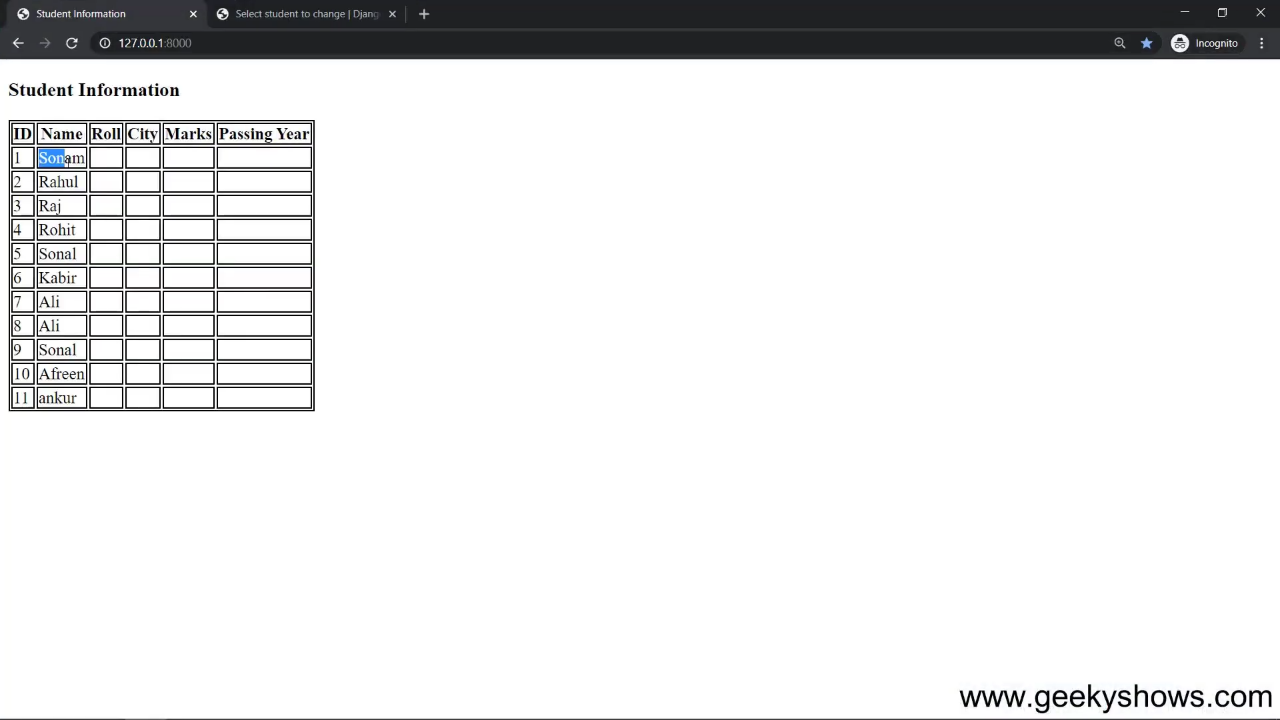 Student Information
Select student to change | Djang
127.0.0.1:8000
Incognito
Student Information
ID Name Roll City Marks Passing Year
1 Sonam
2 Rahul
3 Raj
4 Rohit
5 Sonal
6 Kabir
7 Ali
8 Ali
9 Sonal
10 Afreen
11 ankur
www.geekyshows.com